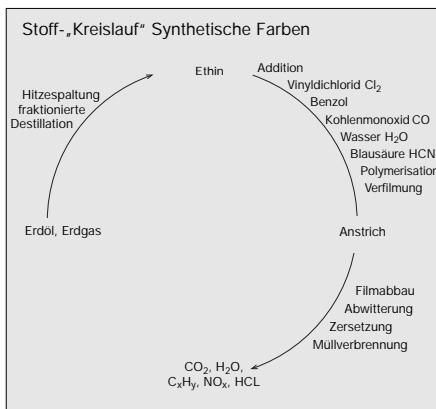 Stoff-„Kreislauf“ Synthetische Farben
Ethin
Hitzespaltung
fraktionierte
Destillation
Erdöl, Erdgas
Addition
Vinyldichlorid Cl₂
Benzol
Kohlenmonoxid CO
Wasser H₂O
Blausäure HCN
Polymerisation
Verfilmung
Anstrich
Filmabbau
Abwitterung
Zersetzung
Müllverbrennung
CO₂, H₂O,
CₓHᵧ, NOₓ, HCL